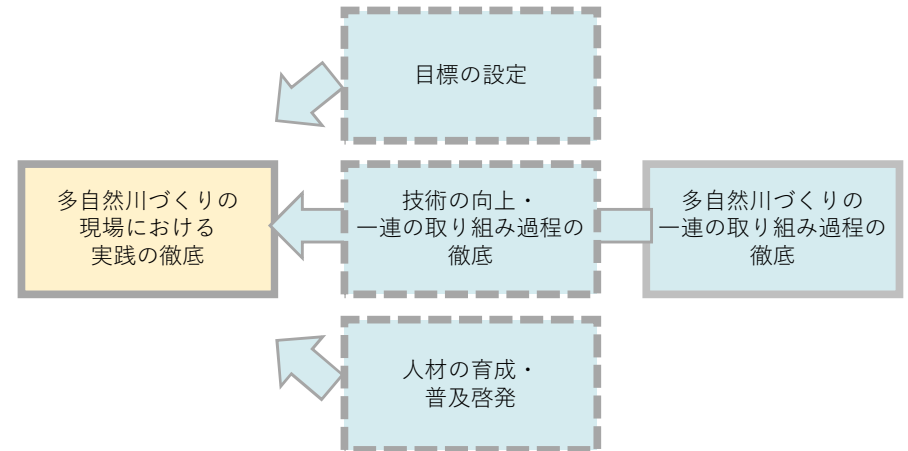 目標の設定
多自然川づくりの
現場における
実践の徹底
技術の向上・
一連の取り組み過程の
徹底
多自然川づくりの
一連の取り組み過程の
徹底
人材の育成・
普及啓発